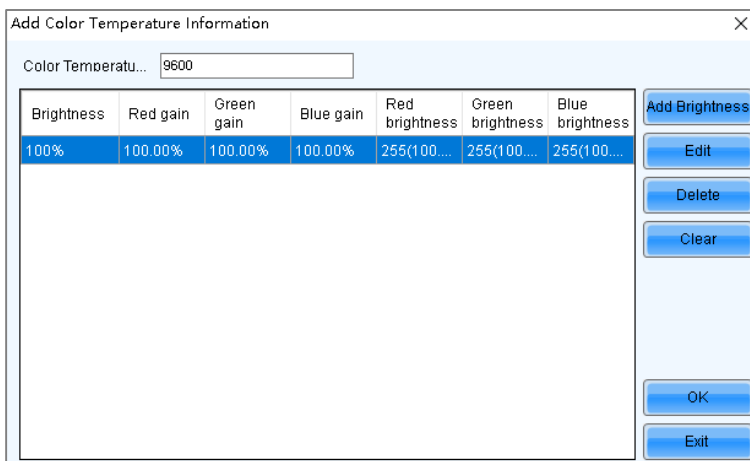 Add Color Temperature Information
Color Temperatu... 9600
Brightness Red gain Green gain Blue gain Red brightness Green brightness Blue brightness
100% 100.00% 100.00% 100.00% 255(100.... 255(100.... 255(100....
Add Brightness
Edit
Delete
Clear
OK
Exit